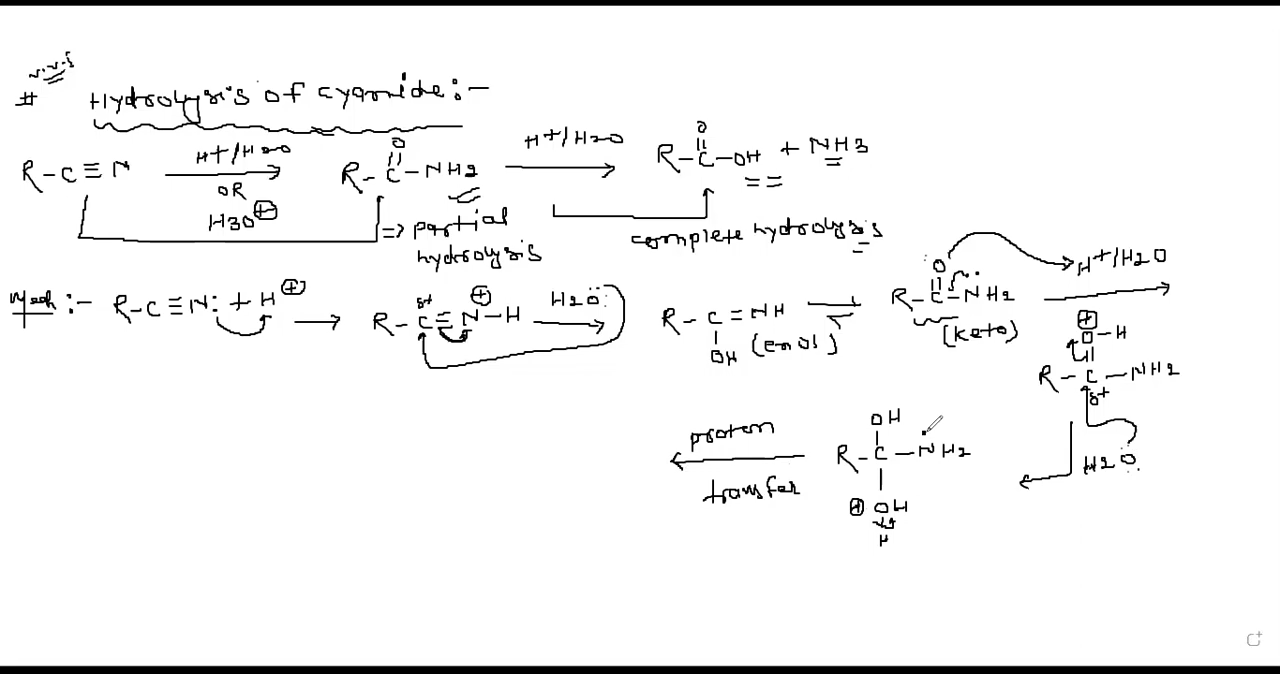 v.v.s
# Hydrolysis of cyanide :-
R-C≡N H+/H2O OR H3O⊕ R-C-NH2 O H+/H2O R-C-OH O + NH3
=> partial hydrolysis
complete hydrolysis
Mech :- R-C≡N: + H⊕ → R-C≡N-H δ+ ⊕ H2O R-C=NH OH (enol) R-C-NH2 O (keto) H+/H2O
R-C-NH2 O-H ⊕ δ+
H2O
R-C-NH2 OH ⊕ OH H
protem
transfer